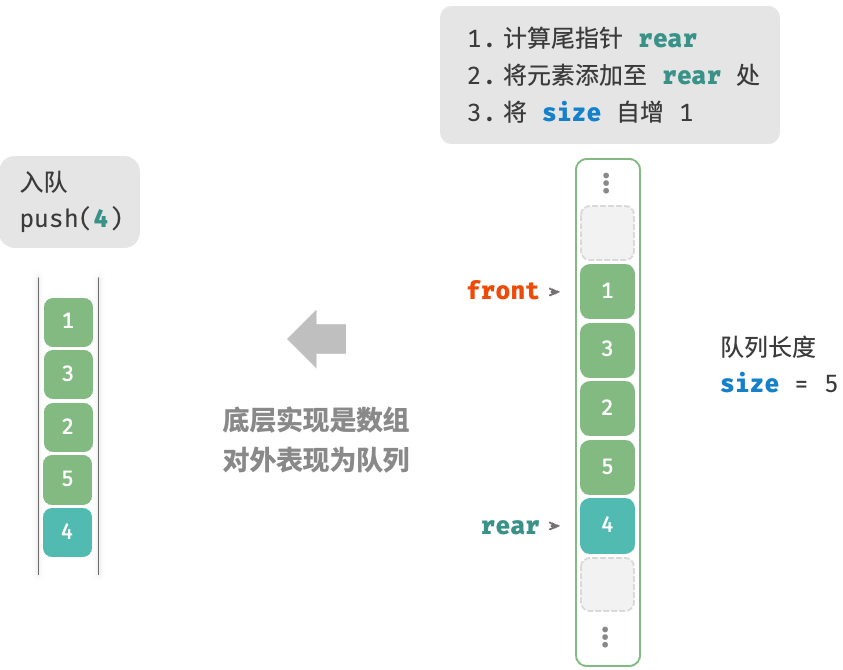 1. 计算尾指针 rear
2. 将元素添加至 rear 处
3. 将 size 自增 1
入队
push(4)
1
3
2
5
4
底层实现是数组
对外表现为队列
front
1
3
2
5
rear
4
队列长度
size = 5